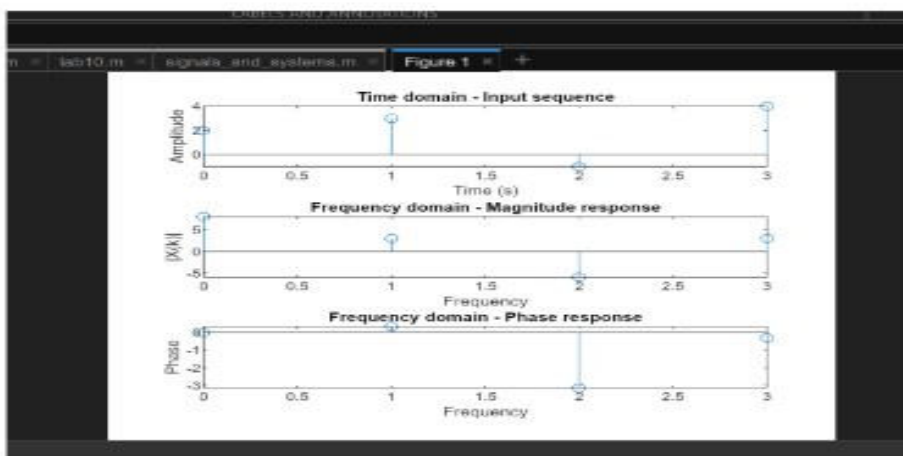 LABELS AND ANNOTATIONS
m × lab10.m × signals_and_systems.m × Figure 1 × +
Time domain - Input sequence
Amplitude
4
2
0
0 0.5 1 1.5 2 2.5 3
Time (s)
Frequency domain - Magnitude response
|X(k)|
5
0
-5
0 0.5 1 1.5 2 2.5 3
Frequency
Frequency domain - Phase response
Phase
0
-1
-2
-3
0 0.5 1 1.5 2 2.5 3
Frequency